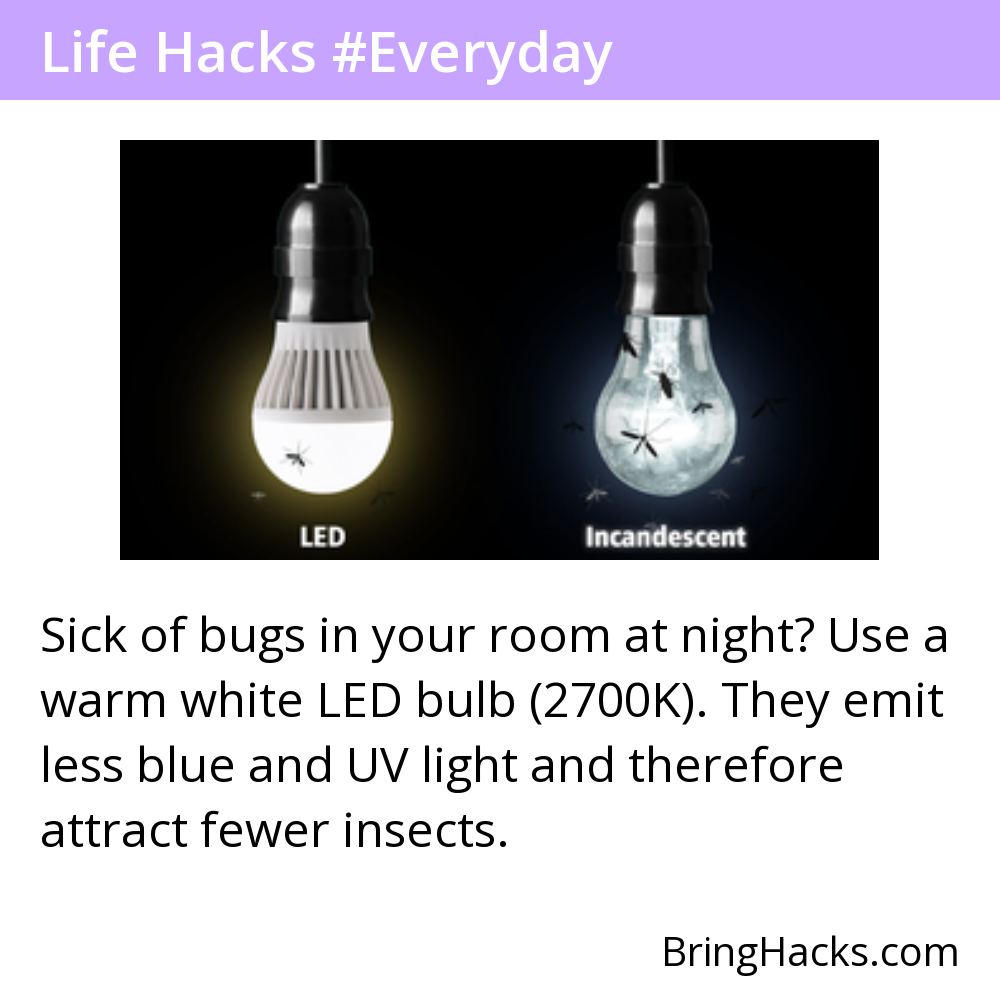 Life Hacks #Everyday
LED
Incandescent
Sick of bugs in your room at night? Use a
warm white LED bulb (2700K). They emit
less blue and UV light and therefore
attract fewer insects.
BringHacks.com